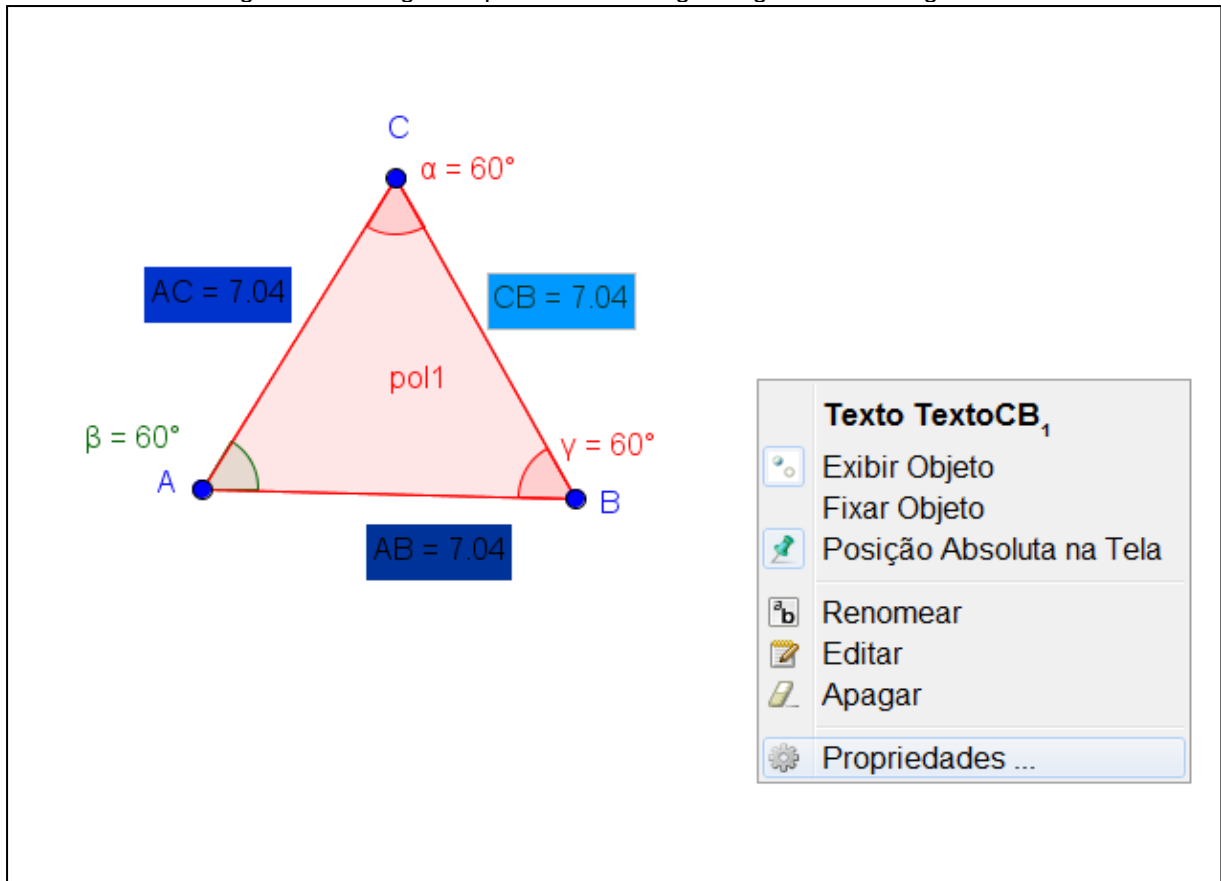 C
α = 60°
AC = 7.04
CB = 7.04
pol1
β = 60°
γ = 60°
A
B
AB = 7.04
Texto TextoCB₁
Exibir Objeto
Fixar Objeto
Posição Absoluta na Tela
ab Renomear
Editar
Apagar
Propriedades ...